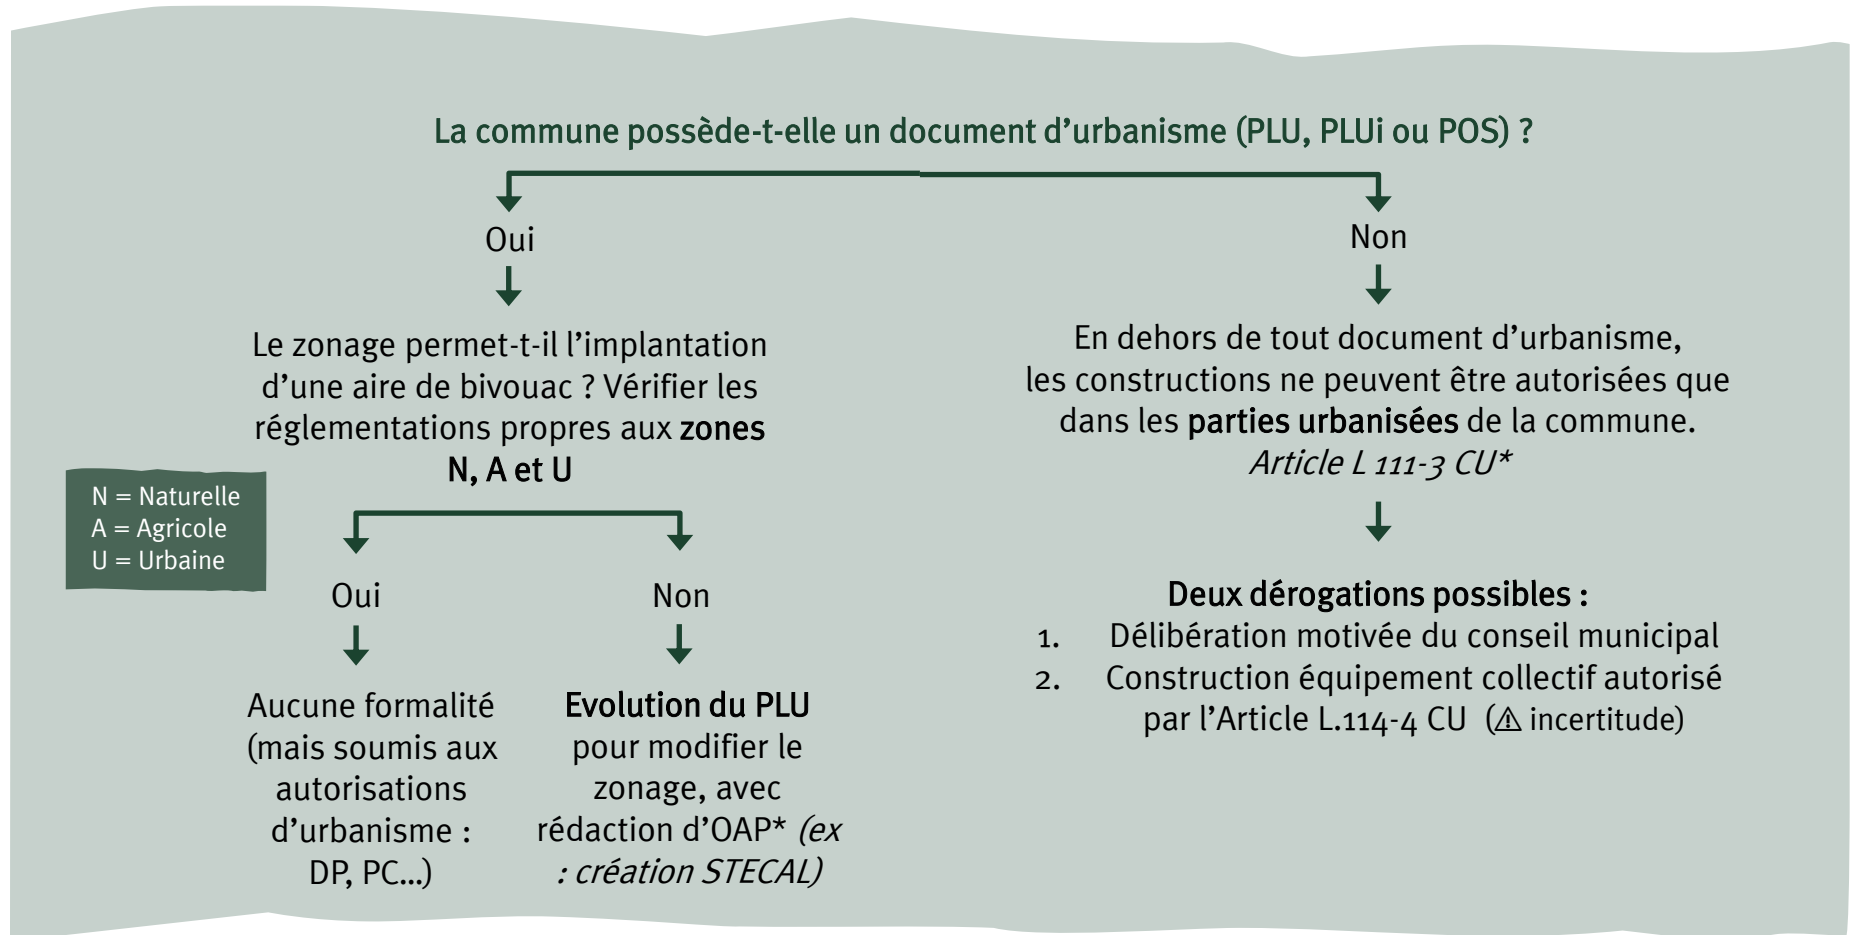 La commune possède-t-elle un document d'urbanisme (PLU, PLUi ou POS) ?
Oui
Le zonage permet-t-il l'implantation
d'une aire de bivouac ? Vérifier les
réglementations propres aux zones
N, A et U
N = Naturelle
A = Agricole
U = Urbaine
Oui
Aucune formalité
(mais soumis aux
autorisations
d'urbanisme :
DP, PC...)
Non
Evolution du PLU
pour modifier le
zonage, avec
rédaction d'OAP* (ex
: création STECAL)
Non
En dehors de tout document d'urbanisme,
les constructions ne peuvent être autorisées que
dans les parties urbanisées de la commune.
Article L 111-3 CU*
Deux dérogations possibles :
1. Délibération motivée du conseil municipal
2. Construction équipement collectif autorisé
par l'Article L.114-4 CU (⚠ incertitude)